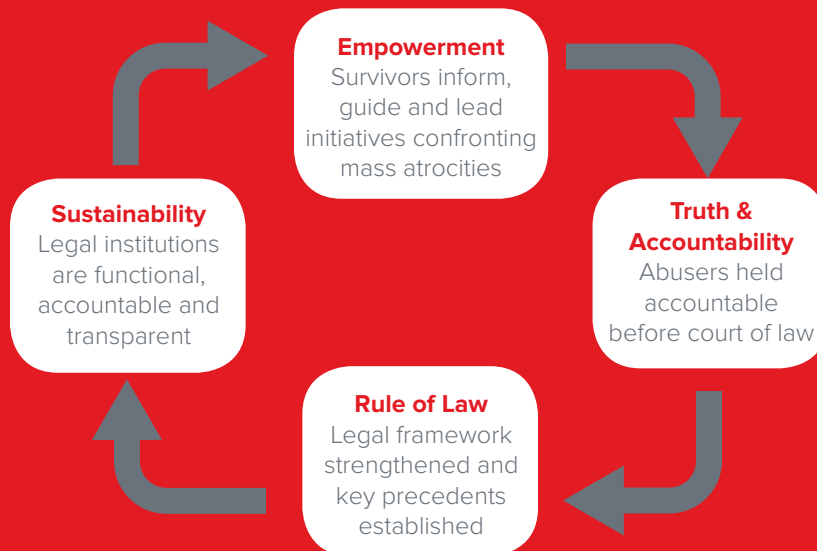 Empowerment
Survivors inform,
guide and lead
initiatives confronting
mass atrocities
Truth &
Accountability
Abusers held
accountable
before court of law
Rule of Law
Legal framework
strengthened and
key precedents
established
Sustainability
Legal institutions
are functional,
accountable and
transparent